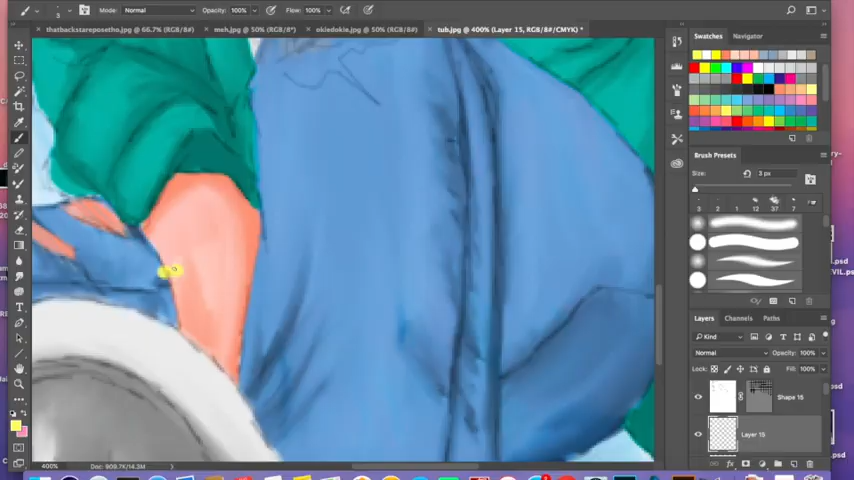 Mode: Normal Opacity: 100% Flow: 100%
thatbackstareposetho.jpg @ 66.7% (RGB/8#)
msh.jpg @ 50% (RGB/8*)
okiedokie.jpg @ 50% (RGB/8#)
tub.jpg @ 400% (Layer 15, RGB/8#/CMYK) *
Swatches Navigator
Brush Presets
Size: 3 px
Layers Channels Paths
Kind
Normal Opacity: 100%
Lock: Fill: 100%
Shape 15
Layer 15
fx
400% Doc: 909.7K/14.3M